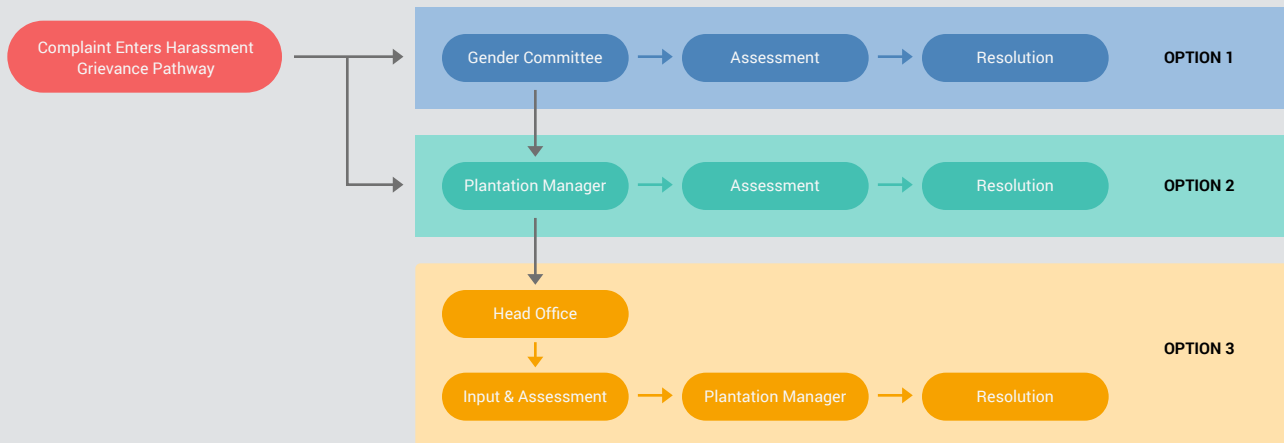 Complaint Enters Harassment
Grievance Pathway
Gender Committee
Assessment
Resolution
OPTION 1
Plantation Manager
Assessment
Resolution
OPTION 2
Head Office
OPTION 3
Input & Assessment
Plantation Manager
Resolution